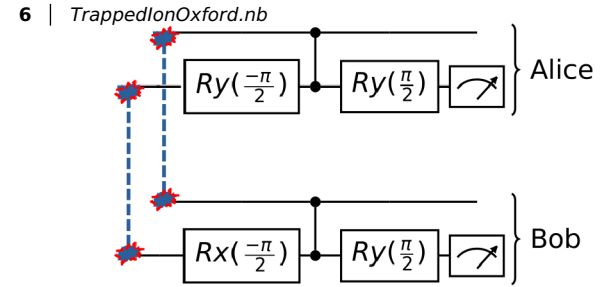 6 | TrappedIonOxford.nb
Alice
Ry(-π/2) Ry(π/2)
Bob
Rx(-π/2) Ry(π/2)